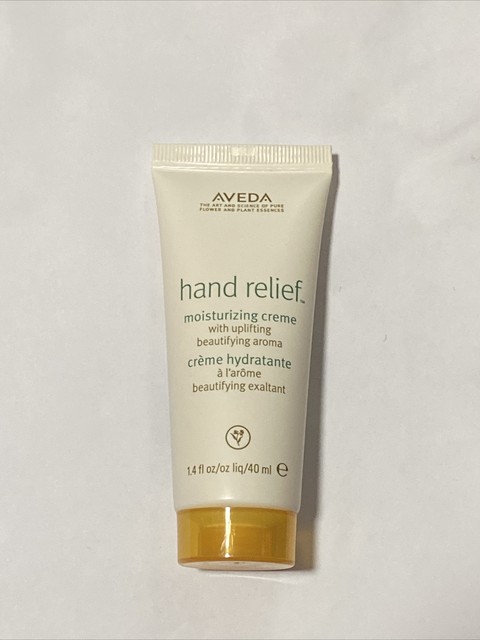 AVEDA
THE ART AND SCIENCE OF PURE
FLOWER AND PLANT ESSENCES
hand relief™
moisturizing creme
with uplifting
beautifying aroma
crème hydratante
à l'arôme
beautifying exaltant
1.4 fl oz/oz liq/40 ml ℮